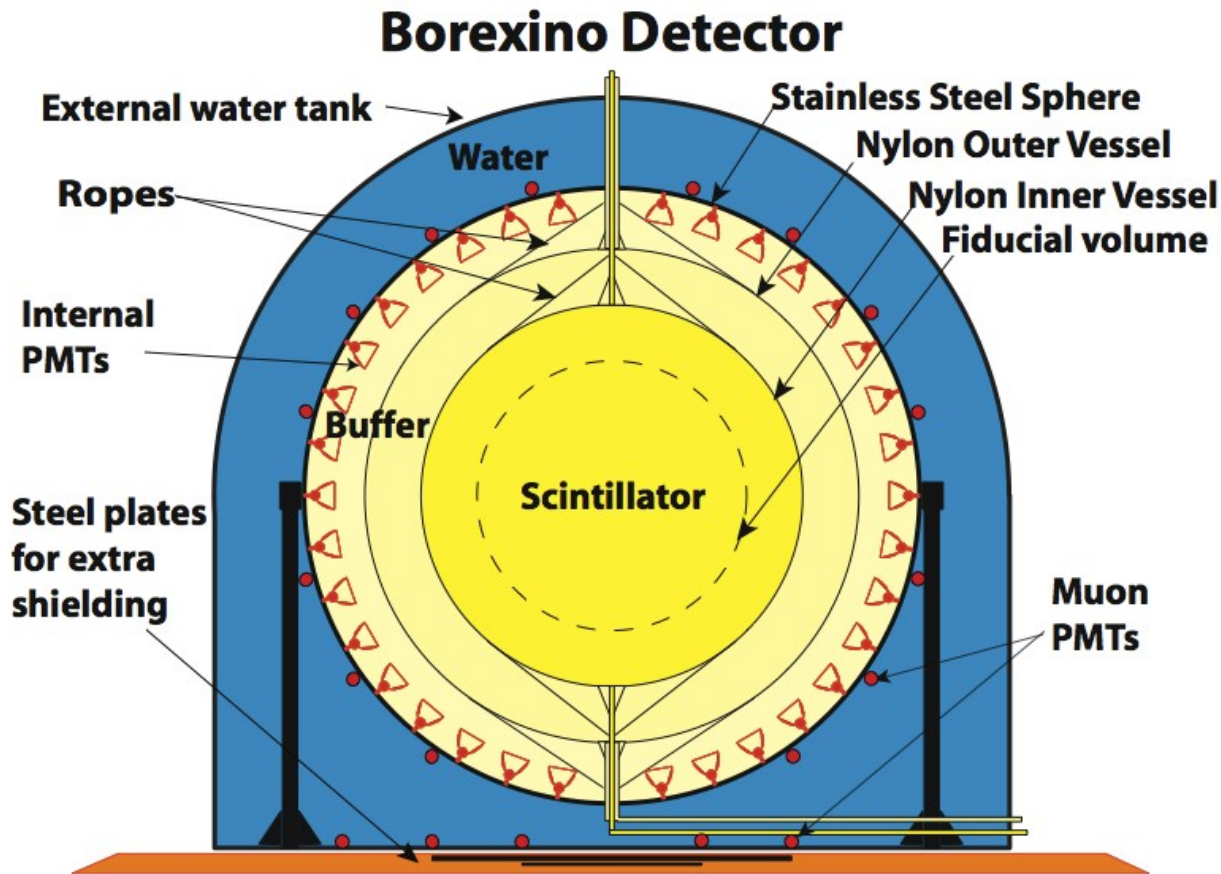 Borexino Detector
External water tank
Water
Ropes
Stainless Steel Sphere
Nylon Outer Vessel
Nylon Inner Vessel
Fiducial volume
Internal
PMTs
Buffer
Scintillator
Steel plates
for extra
shielding
Muon
PMTs